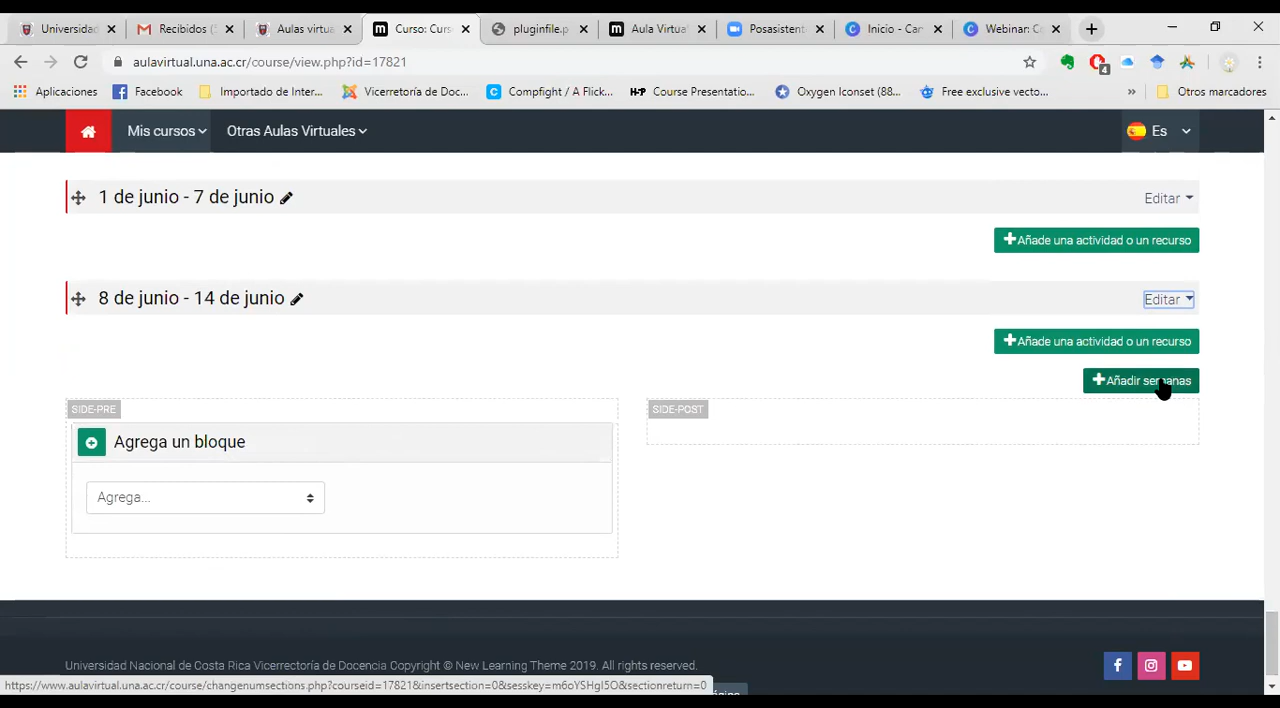 Universidad
Recibidos (
Aulas virtua
Curso: Curs
pluginfile.p
Aula Virtua
Posasistent
Inicio - Can
Webinar: C
aulavirtual.una.ac.cr/course/view.php?id=17821
4
Aplicaciones
Facebook
Importado de Inter...
Vicerretoría de Doc...
Compfight / A Flick...
H-P Course Presentatio...
Oxygen Iconset (88...
Free exclusive vecto...
»
Otros marcadores
Mis cursos
Otras Aulas Virtuales
Es
1 de junio - 7 de junio
Editar
+Añade una actividad o un recurso
8 de junio - 14 de junio
Editar
+Añade una actividad o un recurso
+Añadir semanas
SIDE-PRE
SIDE-POST
Agrega un bloque
Agrega...
Universidad Nacional de Costa Rica Vicerrectoría de Docencia Copyright © New Learning Theme 2019. All rights reserved.
https://www.aulavirtual.una.ac.cr/course/changenumsections.php?courseid=17821&insertsection=0&sesskey=m6oYSHgI5O&sectionreturn=0